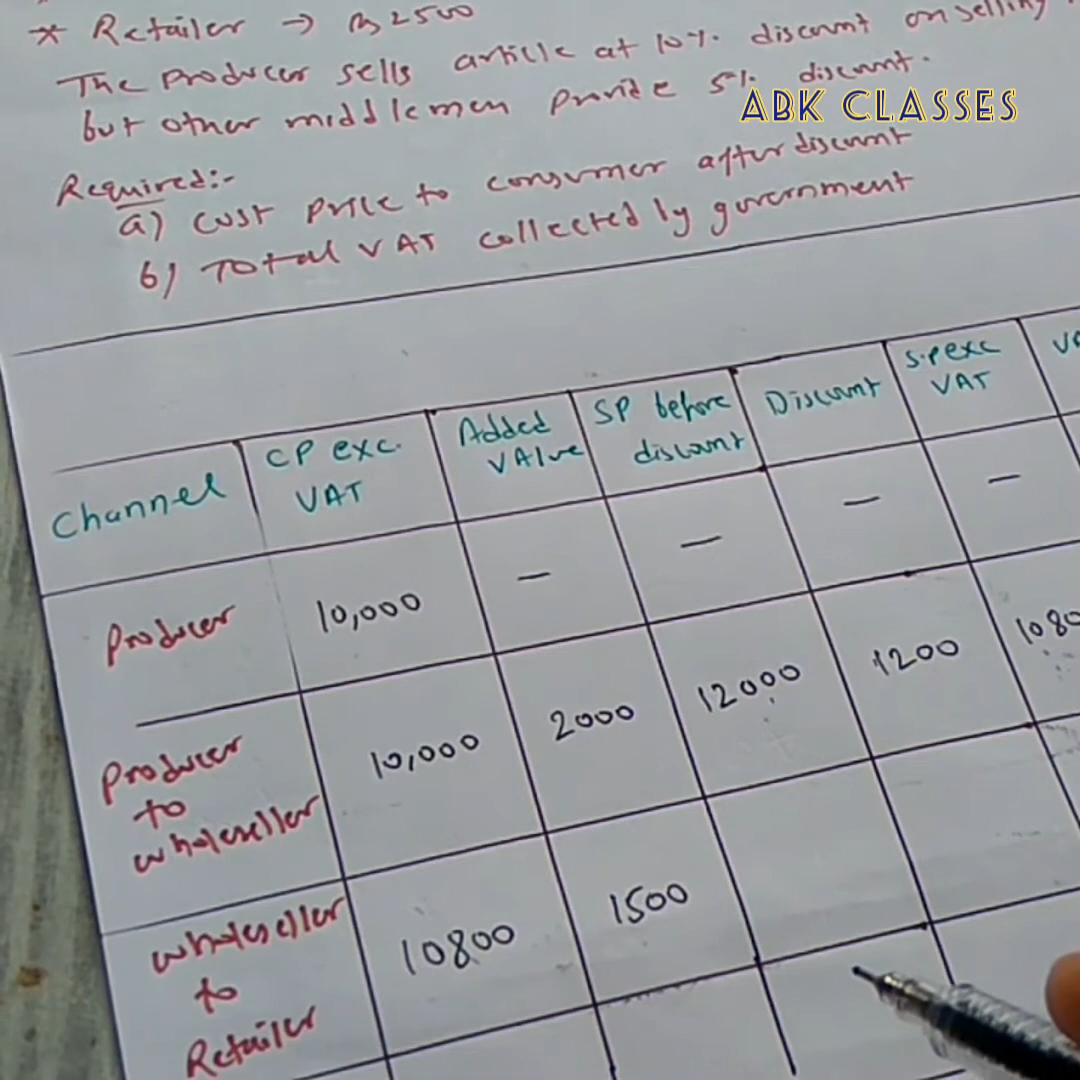 * Retailer → Rs 2500
The producer sells article at 10% discount on selling
but other middlemen provide 5% discount.
ABK CLASSES
Required:-
a) Cost price to consumer after discount
b) Total VAT collected by government
Channel | CP exc. VAT | Added VAlue | SP before discount | Discount | S.P exc VAT
Producer | 10,000 | — | — | — | —
Producer to wholeseller | 10,000 | 2000 | 12000 | 1200 | 1080
Wholeseller to Retailer | 10800 | 1500